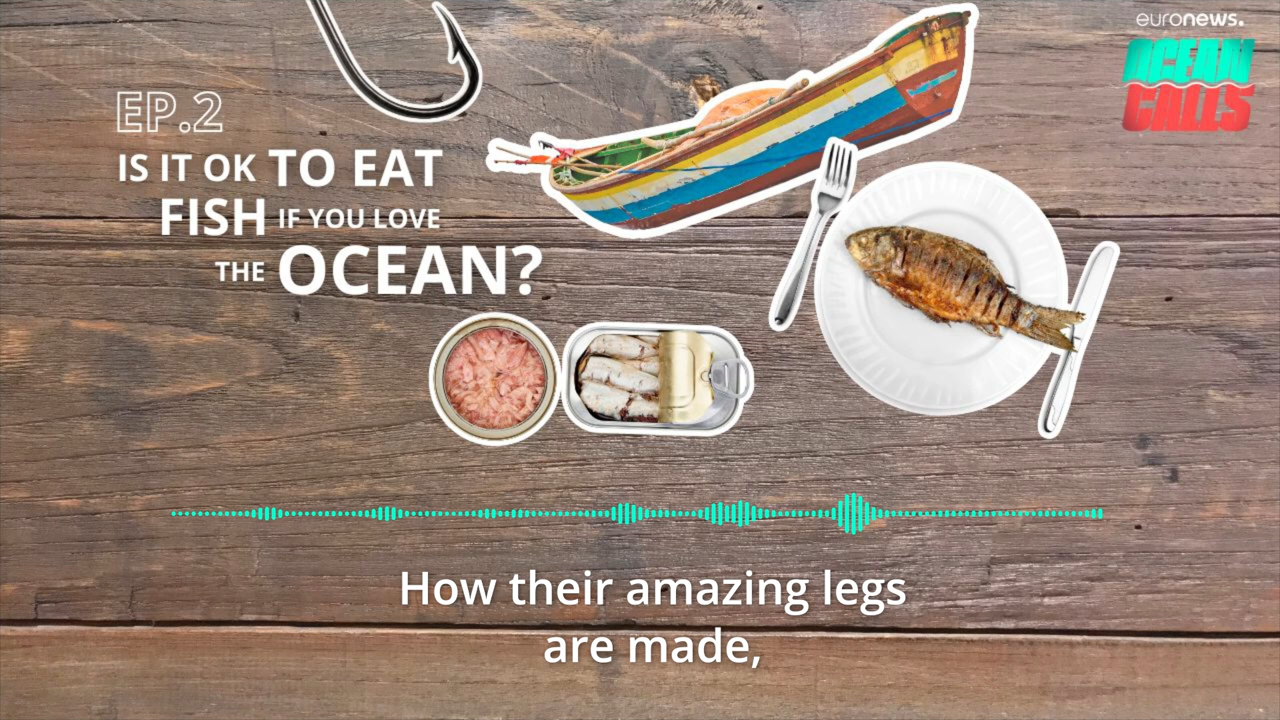 euronews.
OCEAN
CALLS
EP.2
IS IT OK TO EAT
FISH IF YOU LOVE
THE OCEAN?
How their amazing legs
are made,